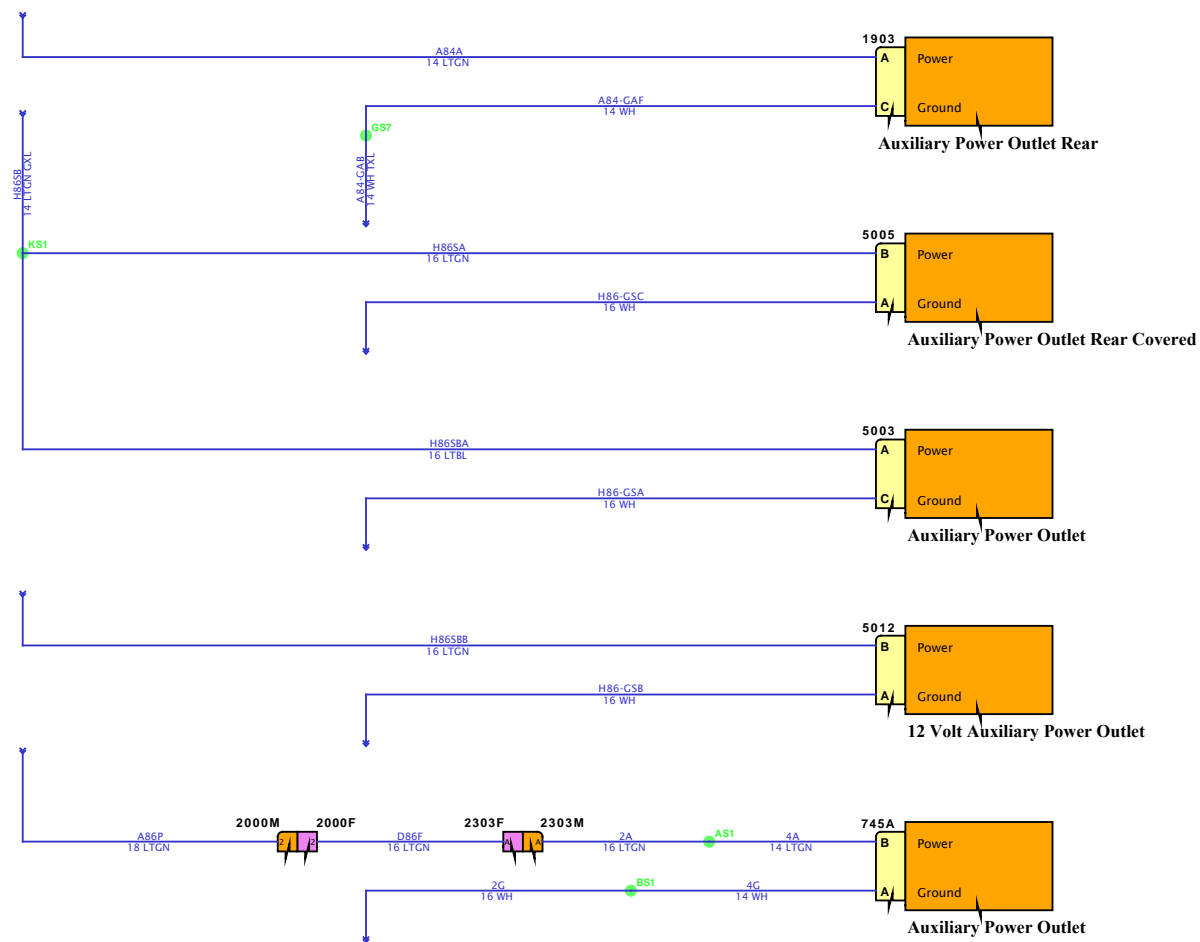 1903
A84A
14 LTGN
A
Power
A84-GAF
14 WH
C
Ground
GS7
Auxiliary Power Outlet Rear
A84-GAB
14 WH TXL
H86SB
14 LTGN GXL
5005
KS1
H86SA
16 LTGN
B
Power
H86-GSC
16 WH
A
Ground
Auxiliary Power Outlet Rear Covered
5003
H86SBA
16 LTBL
A
Power
H86-GSA
16 WH
C
Ground
Auxiliary Power Outlet
5012
H86SBB
16 LTGN
B
Power
H86-GSB
16 WH
A
Ground
12 Volt Auxiliary Power Outlet
2000M 2000F 2303F 2303M 745A
A86P
18 LTGN
2 2
D86F
16 LTGN
A A
2A
16 LTGN
AS1
4A
14 LTGN
B
Power
2G
16 WH
BS1
4G
14 WH
A
Ground
Auxiliary Power Outlet